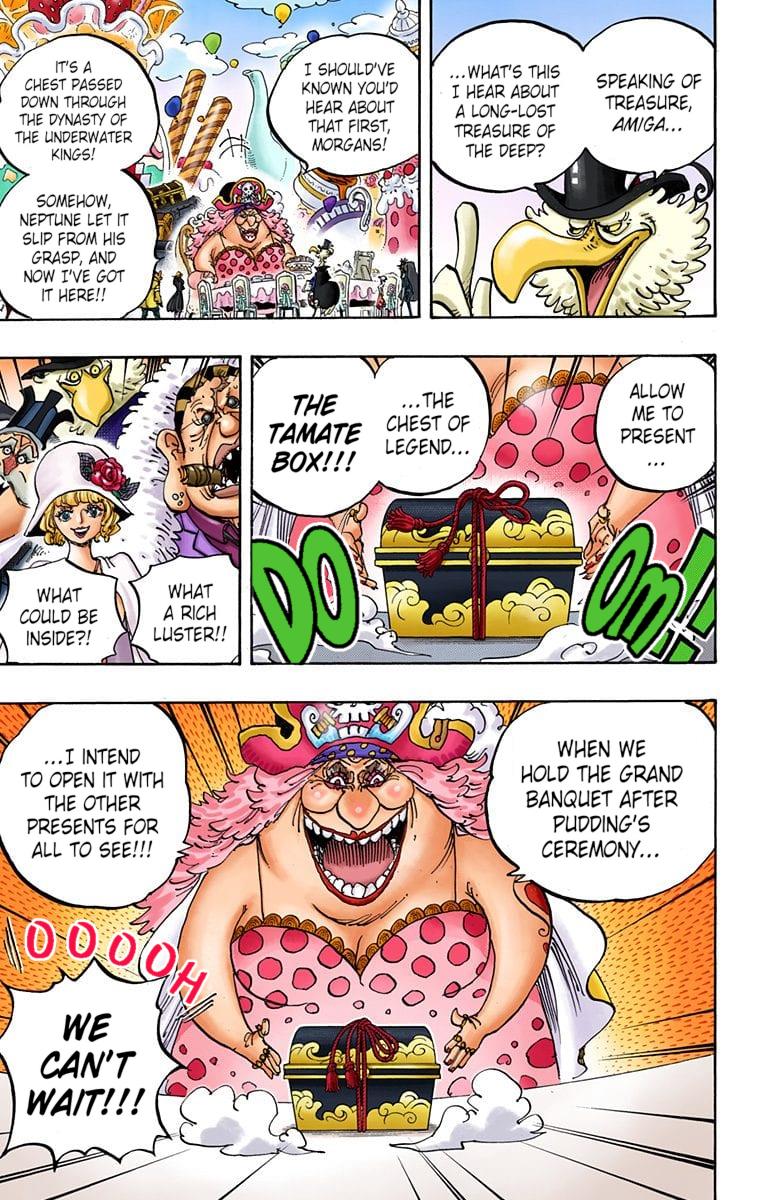 SPEAKING OF
TREASURE,
AMIGA...
...WHAT'S THIS
I HEAR ABOUT
A LONG-LOST
TREASURE OF
THE DEEP?
I SHOULD'VE
KNOWN YOU'D
HEAR ABOUT
THAT FIRST,
MORGANS!
IT'S A
CHEST PASSED
DOWN THROUGH
THE DYNASTY OF
THE UNDERWATER
KINGS!
SOMEHOW,
NEPTUNE LET IT
SLIP FROM HIS
GRASP, AND
NOW I'VE GOT
IT HERE!!
ALLOW
ME TO
PRESENT
...
...THE
CHEST OF
LEGEND...
THE
TAMATE
BOX!!!
DOOM!!
WHAT
A RICH
LUSTER!!
WHAT
COULD BE
INSIDE?!
WHEN WE
HOLD THE GRAND
BANQUET AFTER
PUDDING'S
CEREMONY...
...I INTEND
TO OPEN IT WITH
THE OTHER
PRESENTS FOR
ALL TO SEE!!!
OOOOH
WE
CAN'T
WAIT!!!